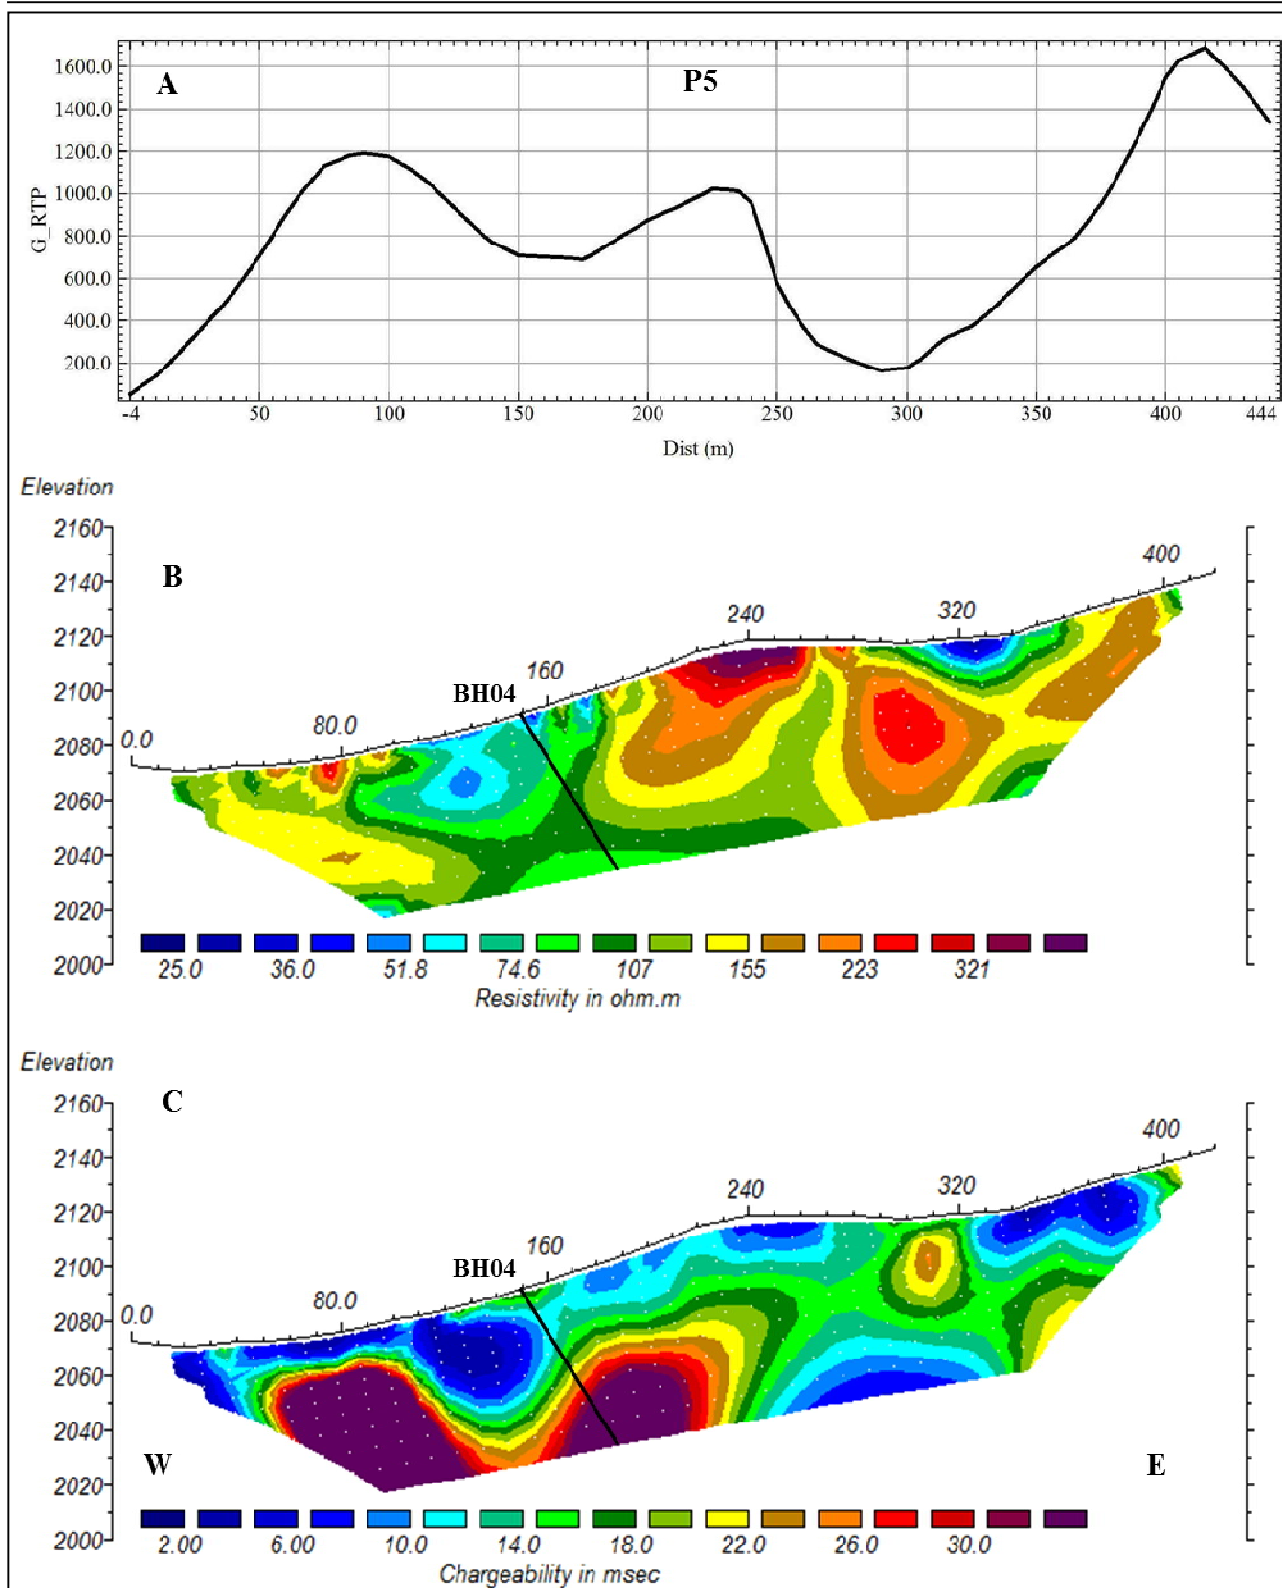 A P5
1600.0
1400.0
1200.0
1000.0
800.0
600.0
400.0
200.0
G_RTP
-4 50 100 150 200 250 300 350 400 444
Dist (m)
Elevation
2160
2140
2120
2100
2080
2060
2040
2020
2000
B
0.0 80.0 160 240 320 400
BH04
25.0 36.0 51.8 74.6 107 155 223 321
Resistivity in ohm.m
Elevation
2160
2140
2120
2100
2080
2060
2040
2020
2000
C
0.0 80.0 160 240 320 400
BH04
W E
2.00 6.00 10.0 14.0 18.0 22.0 26.0 30.0
Chargeability in msec